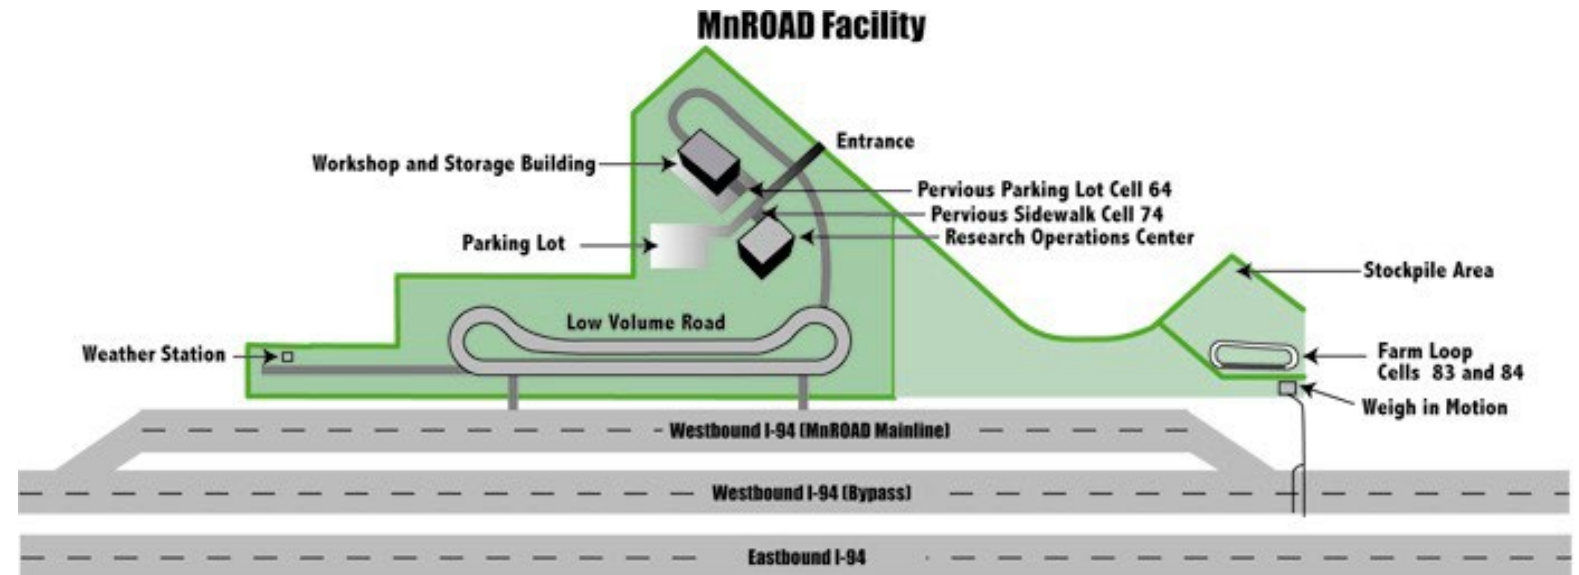 MnROAD Facility
Entrance
Workshop and Storage Building
Pervious Parking Lot Cell 64
Pervious Sidewalk Cell 74
Research Operations Center
Parking Lot
Stockpile Area
Low Volume Road
Weather Station
Farm Loop
Cells 83 and 84
Weigh in Motion
Westbound I-94 (MnROAD Mainline)
Westbound I-94 (Bypass)
Eastbound I-94